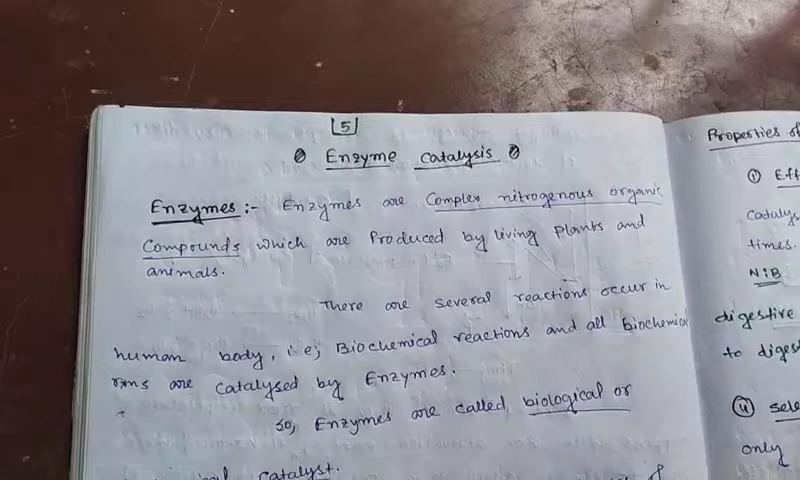 5
Enzyme catalysis
Enzymes :- Enzymes are Complex nitrogenous organic
Compounds which are Produced by living plants and
animals.
There are several reactions occur in
human body, i.e; Biochemical reactions and all biochemical
rxns are catalysed by Enzymes.
so, Enzymes are called biological or
catalyst.
Properties of
(i) Eff
Catalys
times.
N:B
digestive
to diges
(ii) Sele
only